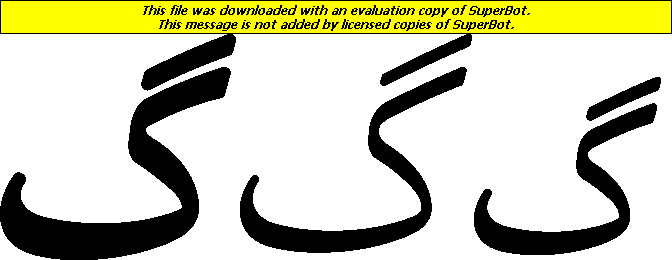 This file was downloaded with an evaluation copy of SuperBot.
This message is not added by licensed copies of SuperBot.
گ گ گ